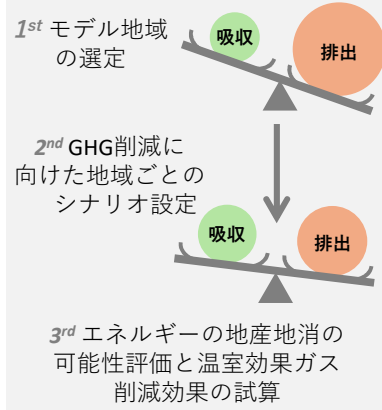 1st モデル地域
の選定
吸収
排出
2nd GHG削減に
向けた地域ごとの
シナリオ設定
吸収
排出
3rd エネルギーの地産地消の
可能性評価と温室効果ガス
削減効果の試算